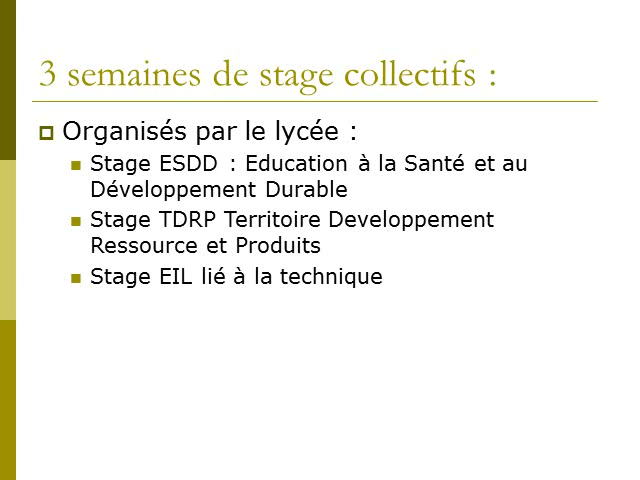 3 semaines de stage collectifs :
Organisés par le lycée :
Stage ESDD : Education à la Santé et au
Développement Durable
Stage TDRP Territoire Developpement
Ressource et Produits
Stage EIL lié à la technique